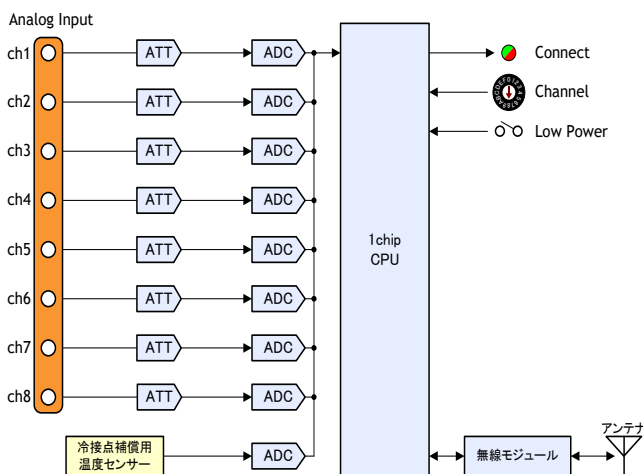 Analog Input
ch1 ATT ADC
ch2 ATT ADC
ch3 ATT ADC
ch4 ATT ADC
ch5 ATT ADC
ch6 ATT ADC
ch7 ATT ADC
ch8 ATT ADC
冷接点補償用
温度センサー
ADC
1chip
CPU
Connect
Channel
Low Power
無線モジュール
アンテナ